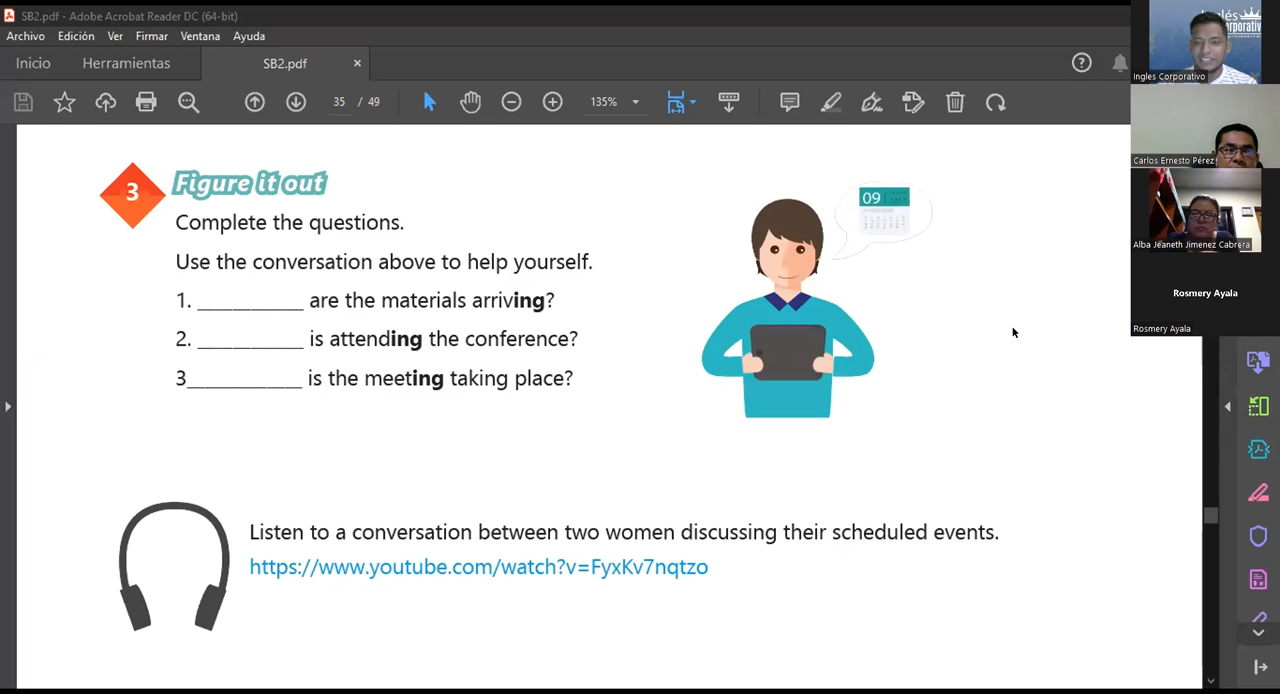 SB2.pdf - Adobe Acrobat Reader DC (64-bit)
Archivo Edición Ver Firmar Ventana Ayuda
Inicio Herramientas SB2.pdf ×
35 / 49 135%
3 Figure it out
Complete the questions.
Use the conversation above to help yourself.
1. __________ are the materials arriving?
2. __________ is attending the conference?
3___________ is the meeting taking place?
09
Listen to a conversation between two women discussing their scheduled events.
https://www.youtube.com/watch?v=FyxKv7nqtzo
Inglés
Corporativo
Ingles Corporativo
Carlos Ernesto Pérez
Alba Jeaneth Jimenez Cabrera
Rosmery Ayala
Rosmery Ayala